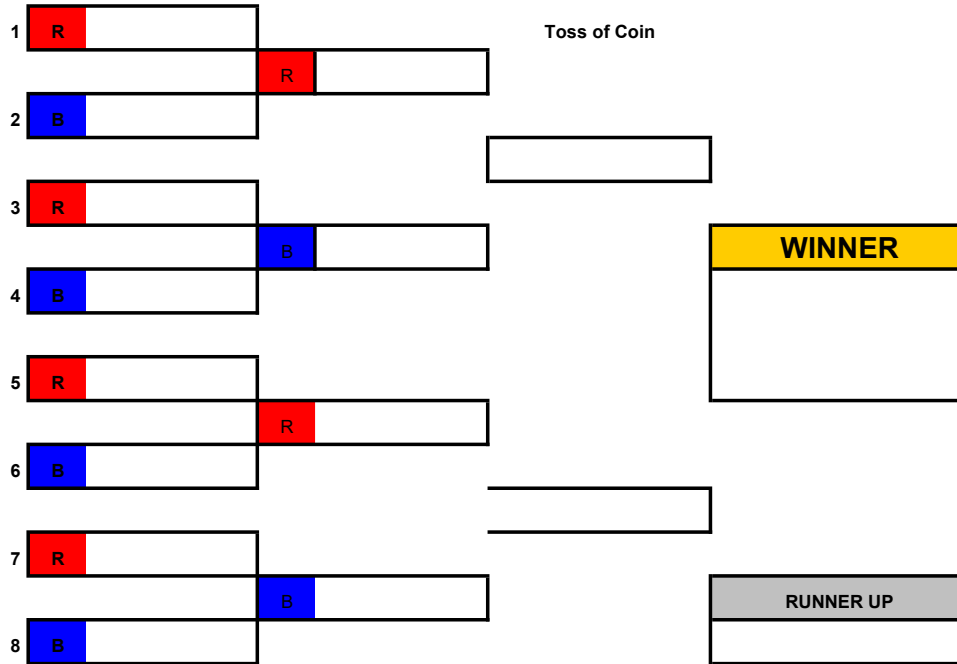 1 R Toss of Coin
R
2 B
3 R
B WINNER
4 B
5 R
R
6 B
7 R
B RUNNER UP
8 B